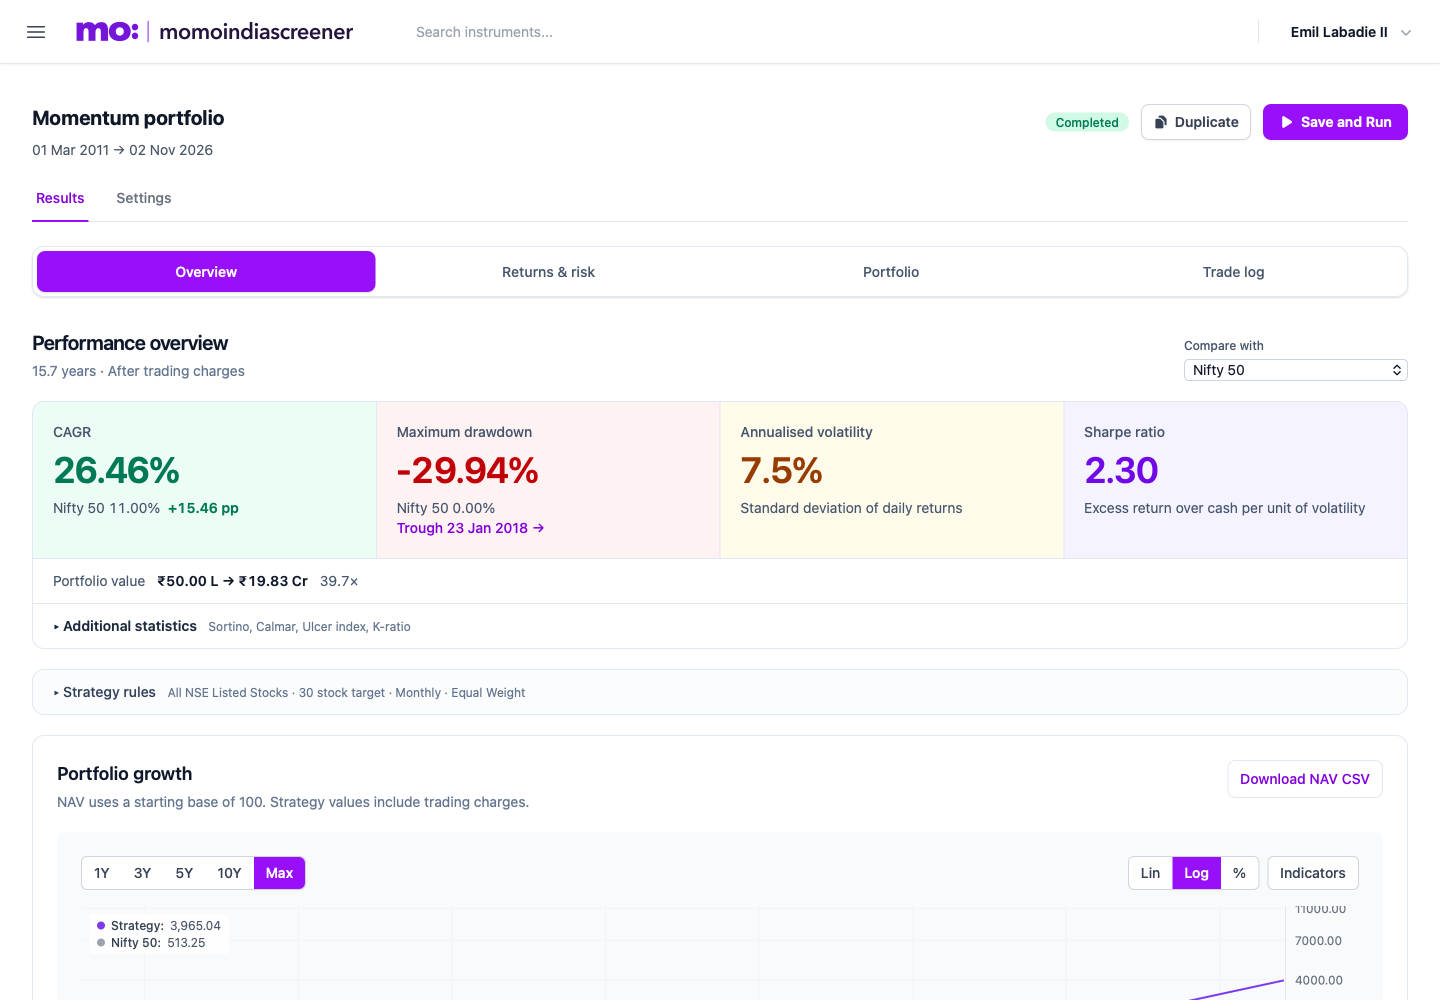 mo: | momoindiascreener
Search instruments...
Emil Labadie II
Momentum portfolio
01 Mar 2011 → 02 Nov 2026
Completed
Duplicate
Save and Run
Results
Settings
Overview
Returns & risk
Portfolio
Trade log
Performance overview
15.7 years · After trading charges
Compare with
Nifty 50
CAGR
26.46%
Nifty 50 11.00% +15.46 pp
Maximum drawdown
-29.94%
Nifty 50 0.00%
Trough 23 Jan 2018 →
Annualised volatility
7.5%
Standard deviation of daily returns
Sharpe ratio
2.30
Excess return over cash per unit of volatility
Portfolio value ₹50.00 L → ₹19.83 Cr 39.7×
▸ Additional statistics Sortino, Calmar, Ulcer index, K-ratio
▸ Strategy rules All NSE Listed Stocks · 30 stock target · Monthly · Equal Weight
Portfolio growth
NAV uses a starting base of 100. Strategy values include trading charges.
Download NAV CSV
1Y 3Y 5Y 10Y Max
Lin Log %
Indicators
Strategy: 3,965.04
Nifty 50: 513.25
11000.00
7000.00
4000.00